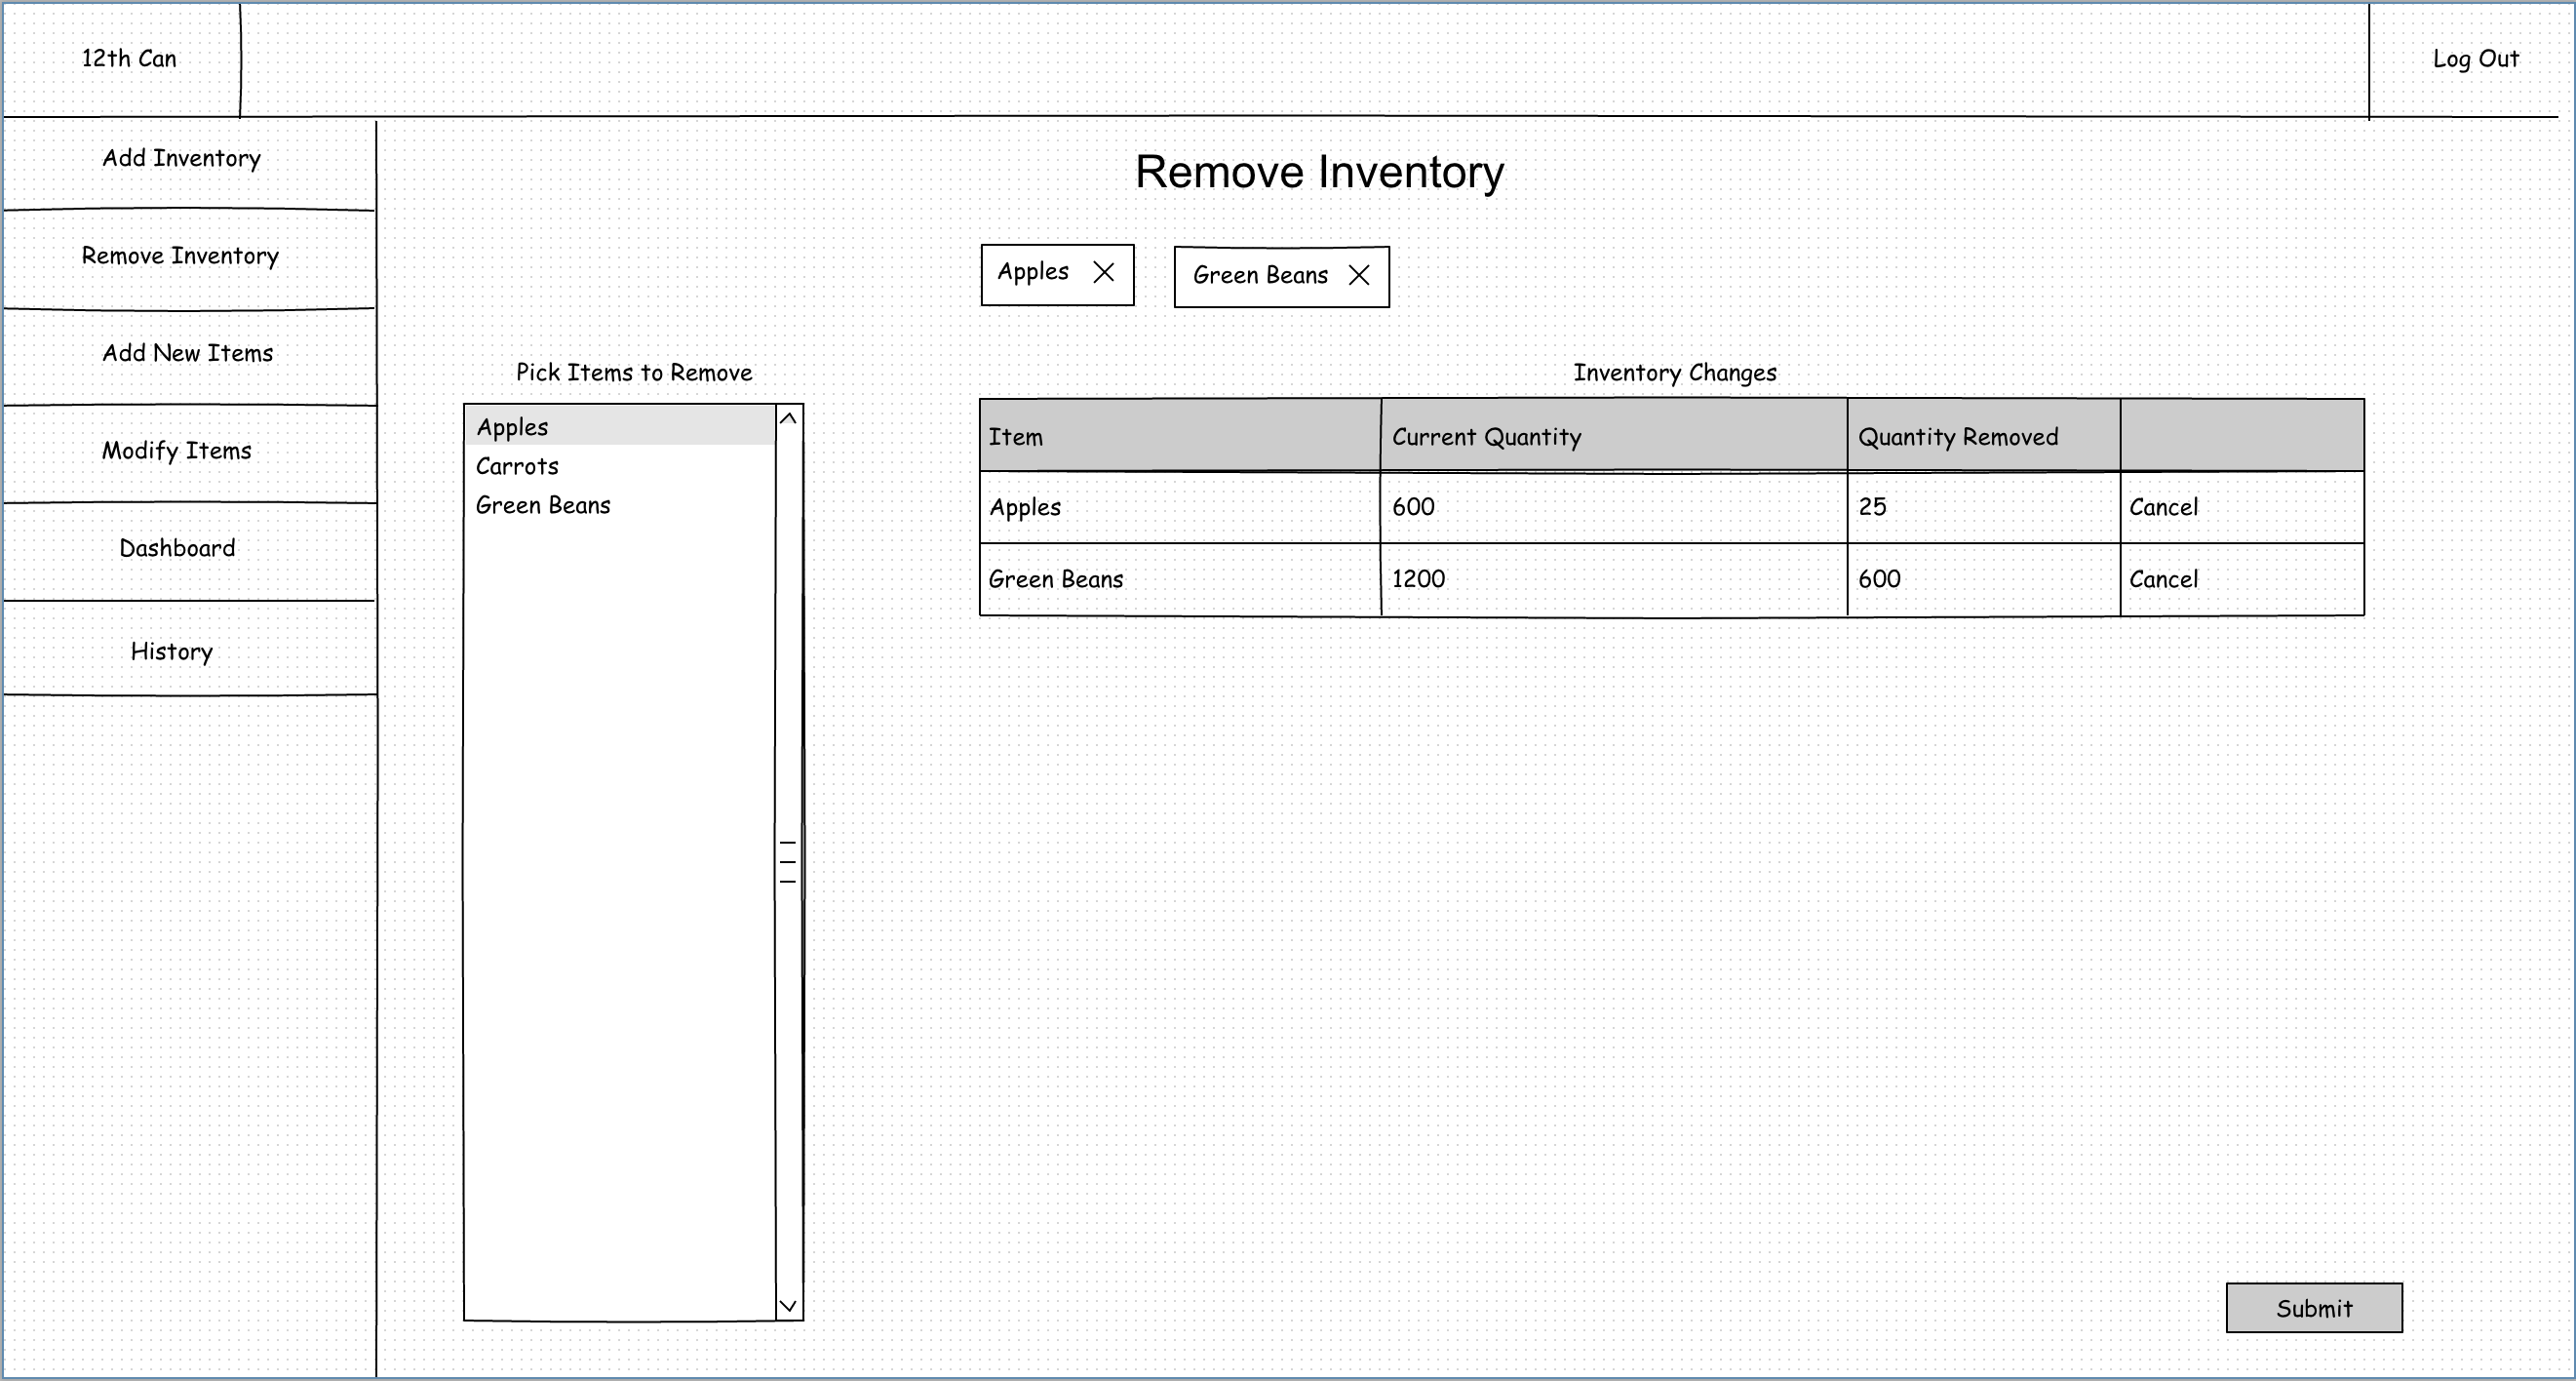 12th Can
Log Out
Add Inventory
Remove Inventory
Add New Items
Modify Items
Dashboard
History
Remove Inventory
Apples
Green Beans
Pick Items to Remove
Apples
Carrots
Green Beans
Inventory Changes
Item Current Quantity Quantity Removed
Apples 600 25 Cancel
Green Beans 1200 600 Cancel
Submit